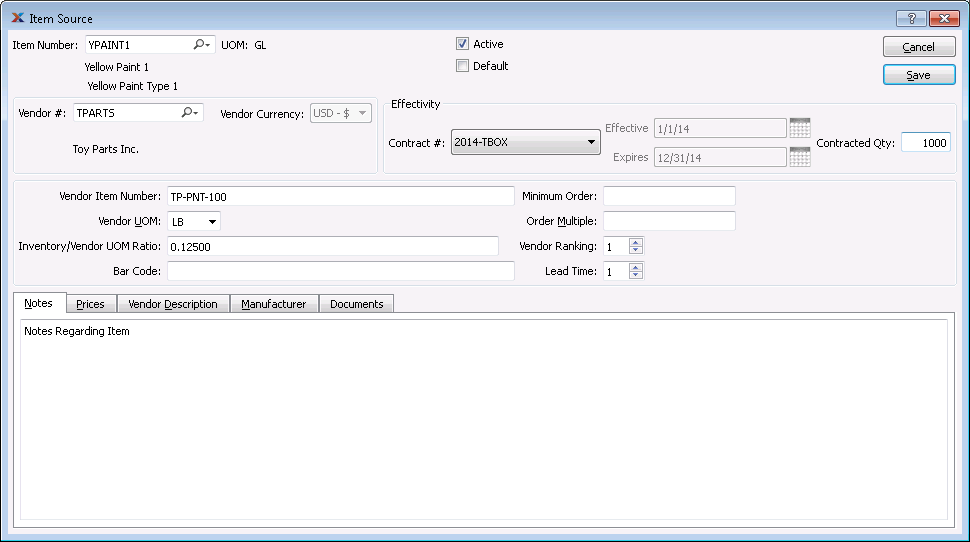 Item Source
?
Item Number: YPAINT1 UOM: GL
Active
Cancel
Yellow Paint 1
Default
Save
Yellow Paint Type 1
Vendor #: TPARTS Vendor Currency: USD - $
Toy Parts Inc.
Effectivity
Contract #: 2014-TBOX
Effective 1/1/14
Expires 12/31/14
Contracted Qty: 1000
Vendor Item Number: TP-PNT-100
Vendor UOM: LB
Inventory/Vendor UOM Ratio: 0.12500
Bar Code:
Minimum Order:
Order Multiple:
Vendor Ranking: 1
Lead Time: 1
Notes Prices Vendor Description Manufacturer Documents
Notes Regarding Item